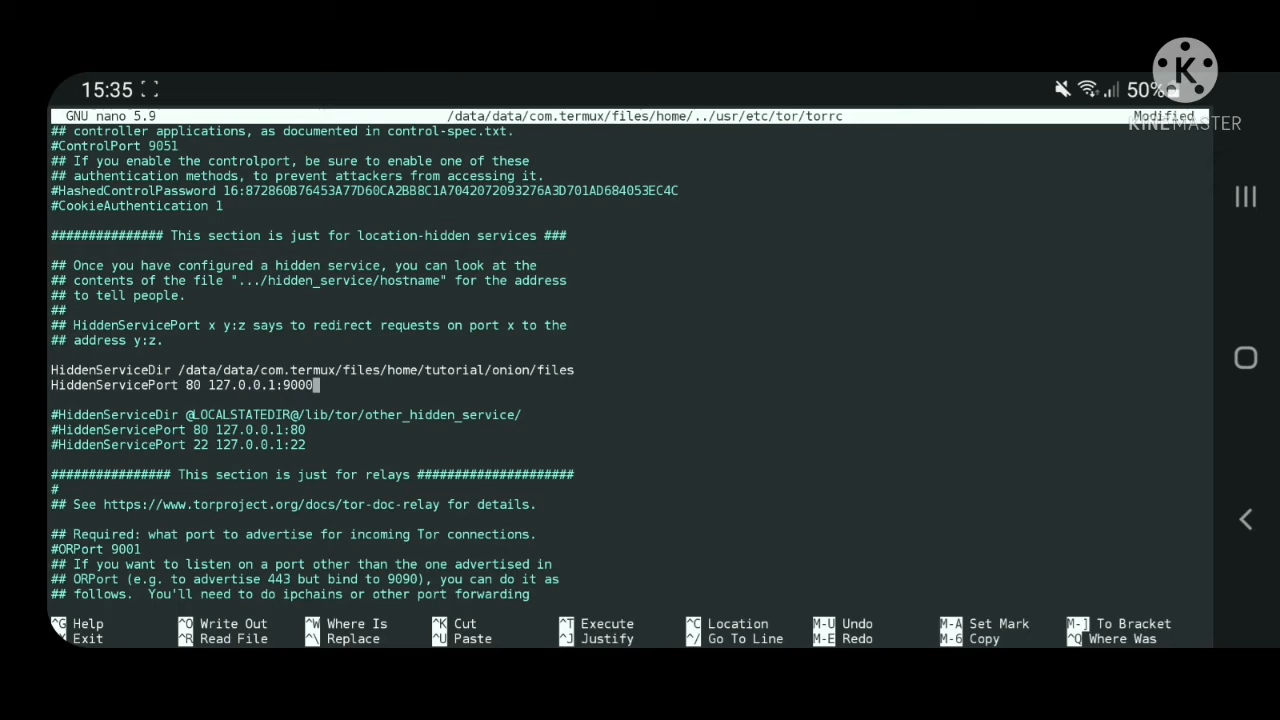 15:35
50%
K
KINEMASTER
GNU nano 5.9 /data/data/com.termux/files/home/../usr/etc/tor/torrc Modified
## controller applications, as documented in control-spec.txt.
#ControlPort 9051
## If you enable the controlport, be sure to enable one of these
## authentication methods, to prevent attackers from accessing it.
#HashedControlPassword 16:872860B76453A77D60CA2BB8C1A7042072093276A3D701AD684053EC4C
#CookieAuthentication 1
############### This section is just for location-hidden services ###
## Once you have configured a hidden service, you can look at the
## contents of the file ".../hidden_service/hostname" for the address
## to tell people.
##
## HiddenServicePort x y:z says to redirect requests on port x to the
## address y:z.
HiddenServiceDir /data/data/com.termux/files/home/tutorial/onion/files
HiddenServicePort 80 127.0.0.1:9000
#HiddenServiceDir @LOCALSTATEDIR@/lib/tor/other_hidden_service/
#HiddenServicePort 80 127.0.0.1:80
#HiddenServicePort 22 127.0.0.1:22
################ This section is just for relays #####################
#
## See https://www.torproject.org/docs/tor-doc-relay for details.
## Required: what port to advertise for incoming Tor connections.
#ORPort 9001
## If you want to listen on a port other than the one advertised in
## ORPort (e.g. to advertise 443 but bind to 9090), you can do it as
## follows.  You'll need to do ipchains or other port forwarding
^G Help ^O Write Out ^W Where Is ^K Cut ^T Execute ^C Location M-U Undo M-A Set Mark M-] To Bracket
^X Exit ^R Read File ^\ Replace ^U Paste ^J Justify ^/ Go To Line M-E Redo M-6 Copy ^Q Where Was